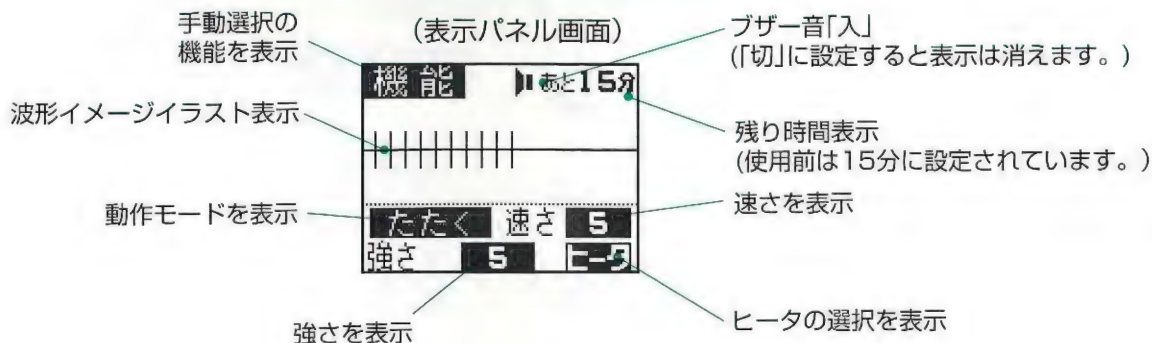 手動選択の
機能を表示
(表示パネル画面)
ブザー音「入」
(「切」に設定すると表示は消えます。)
機能
あと15分
波形イメージイラスト表示
残り時間表示
(使用前は15分に設定されています。)
動作モードを表示
たたく 速さ 5
速さを表示
強さ 5 ヒータ
強さを表示
ヒータの選択を表示